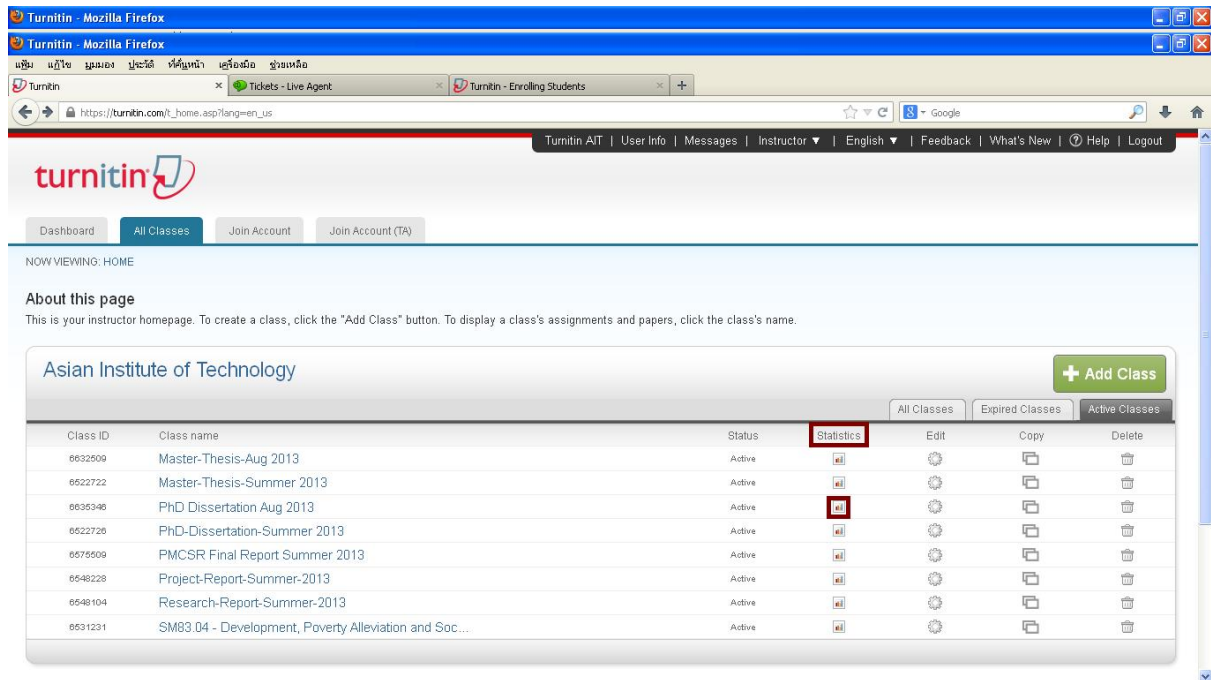 Turnitin - Mozilla Firefox
Turnitin - Mozilla Firefox
แฟ้ม แก้ไข มุมมอง ประวัติ ที่คั่นหน้า เครื่องมือ ช่วยเหลือ
Turnitin × Tickets - Live Agent × Turnitin - Enrolling Students × +
https://turnitin.com/t_home.asp?lang=en_us Google
Turnitin AIT | User Info | Messages | Instructor ▼ | English ▼ | Feedback | What's New | ? Help | Logout
turnitin
Dashboard All Classes Join Account Join Account (TA)
NOW VIEWING: HOME
About this page
This is your instructor homepage. To create a class, click the "Add Class" button. To display a class's assignments and papers, click the class's name.
Asian Institute of Technology + Add Class
All Classes Expired Classes Active Classes
Class ID Class name Status Statistics Edit Copy Delete
6632509 Master-Thesis-Aug 2013 Active
6522722 Master-Thesis-Summer 2013 Active
6635346 PhD Dissertation Aug 2013 Active
6522726 PhD-Dissertation-Summer 2013 Active
6575509 PMCSR Final Report Summer 2013 Active
6548228 Project-Report-Summer-2013 Active
6548104 Research-Report-Summer-2013 Active
6531231 SM83.04 - Development, Poverty Alleviation and Soc... Active